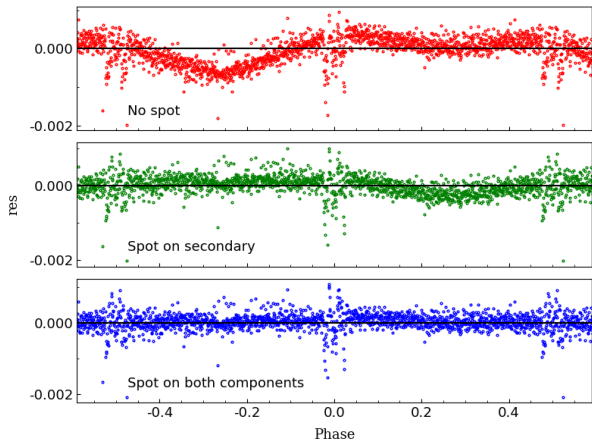 0.000
-0.002
No spot
res
0.000
-0.002
Spot on secondary
0.000
-0.002
Spot on both components
-0.4
-0.2
0.0
0.2
0.4
Phase